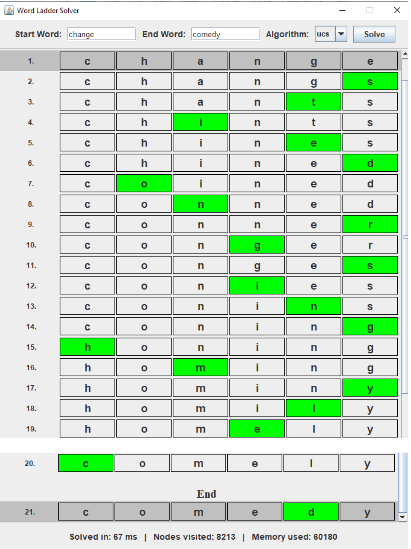 Word Ladder Solver
Start Word: change End Word: comedy Algorithm: ucs Solve
1. c h a n g e
2. c h a n g s
3. c h a n t s
4. c h i n t s
5. c h i n e s
6. c h i n e d
7. c o i n e d
8. c o n n e d
9. c o n n e r
10. c o n g e r
11. c o n g e s
12. c o n i e s
13. c o n i n s
14. c o n i n g
15. h o n i n g
16. h o m i n g
17. h o m i n y
18. h o m i l y
19. h o m e l y
20. c o m e l y
End
21. c o m e d y
Solved in: 67 ms | Nodes visited: 8213 | Memory used: 60180